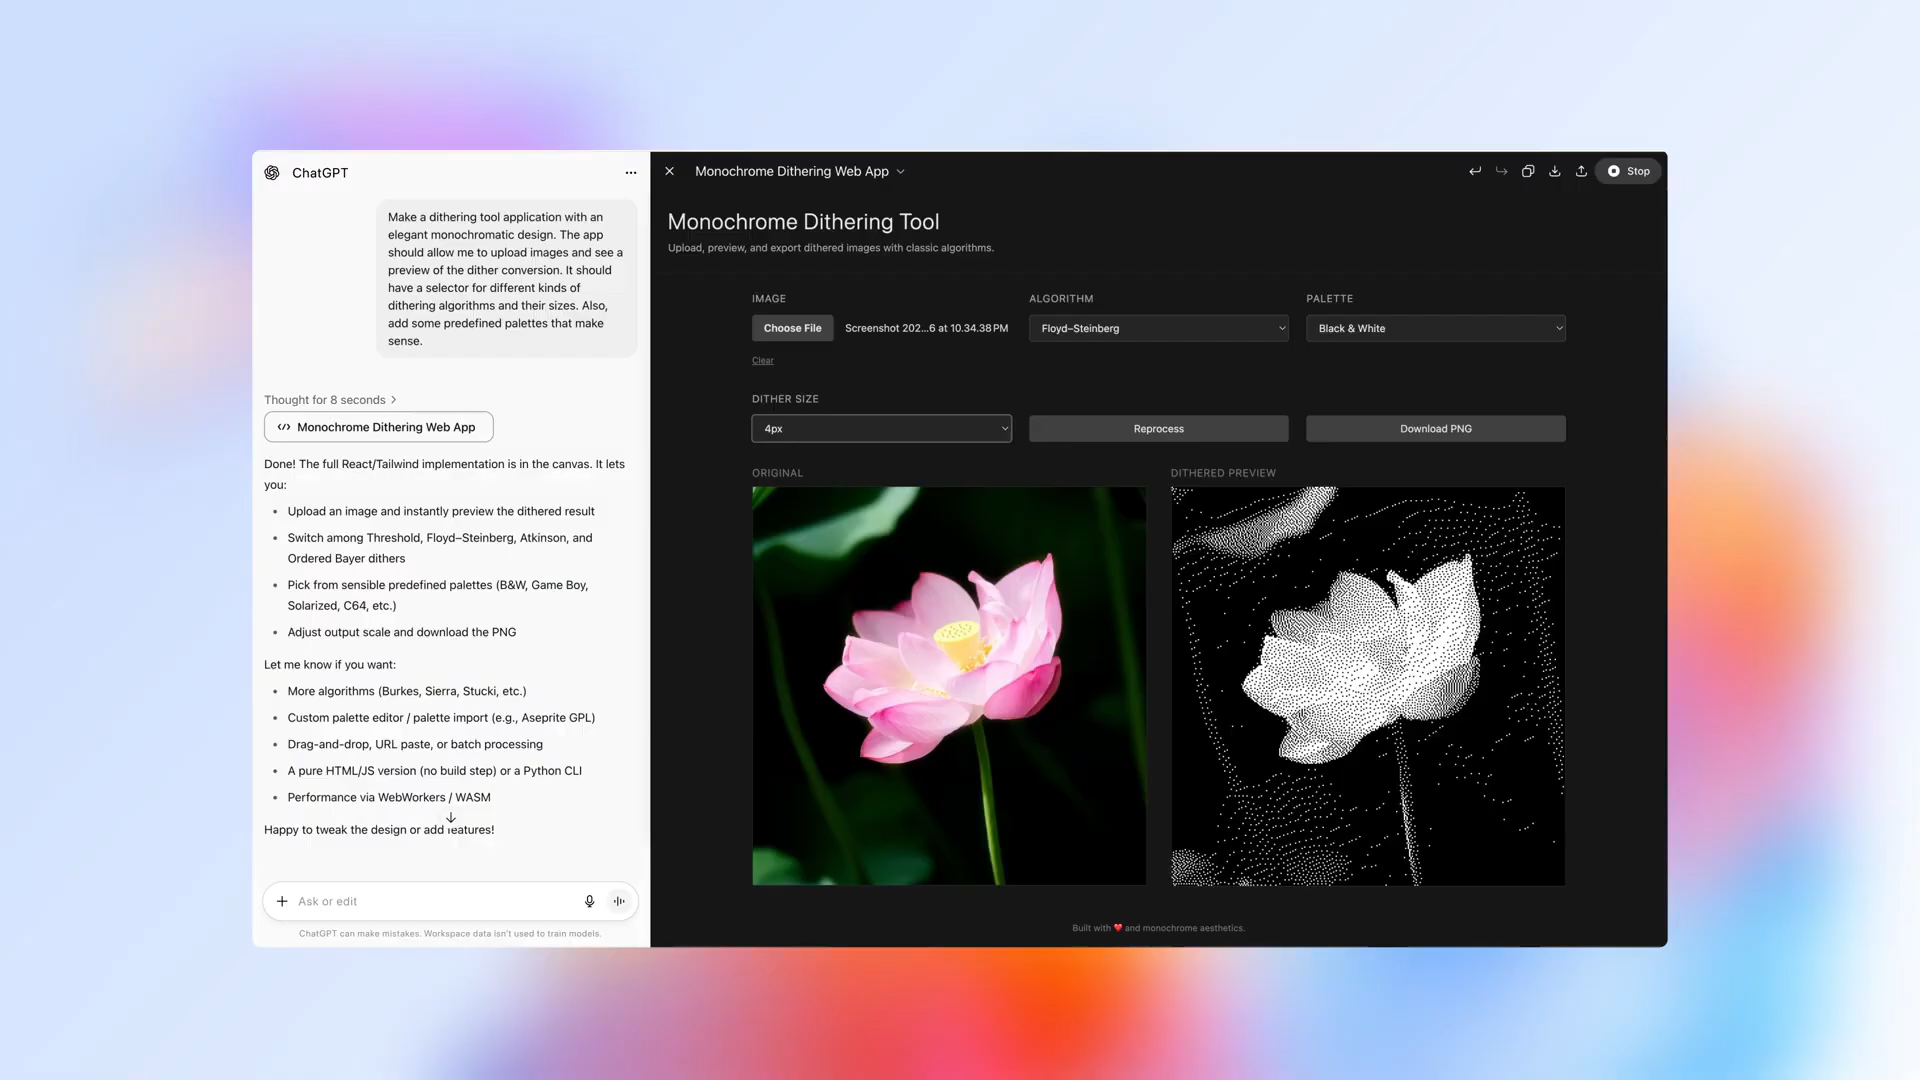 ChatGPT
Make a dithering tool application with an
elegant monochromatic design. The app
should allow me to upload images and see a
preview of the dither conversion. It should
have a selector for different kinds of
dithering algorithms and their sizes. Also,
add some predefined palettes that make
sense.
Thought for 8 seconds
Monochrome Dithering Web App
Done! The full React/Tailwind implementation is in the canvas. It lets
you:
• Upload an image and instantly preview the dithered result
• Switch among Threshold, Floyd–Steinberg, Atkinson, and
Ordered Bayer dithers
• Pick from sensible predefined palettes (B&W, Game Boy,
Solarized, C64, etc.)
• Adjust output scale and download the PNG
Let me know if you want:
• More algorithms (Burkes, Sierra, Stucki, etc.)
• Custom palette editor / palette import (e.g., Aseprite GPL)
• Drag-and-drop, URL paste, or batch processing
• A pure HTML/JS version (no build step) or a Python CLI
• Performance via WebWorkers / WASM
Happy to tweak the design or add features!
Ask or edit
ChatGPT can make mistakes. Workspace data isn't used to train models.
Monochrome Dithering Web App
Stop
Monochrome Dithering Tool
Upload, preview, and export dithered images with classic algorithms.
IMAGE
ALGORITHM
PALETTE
Choose File
Screenshot 202...6 at 10.34.38 PM
Floyd–Steinberg
Black & White
Clear
DITHER SIZE
4px
Reprocess
Download PNG
ORIGINAL
DITHERED PREVIEW
Built with ❤️ and monochrome aesthetics.